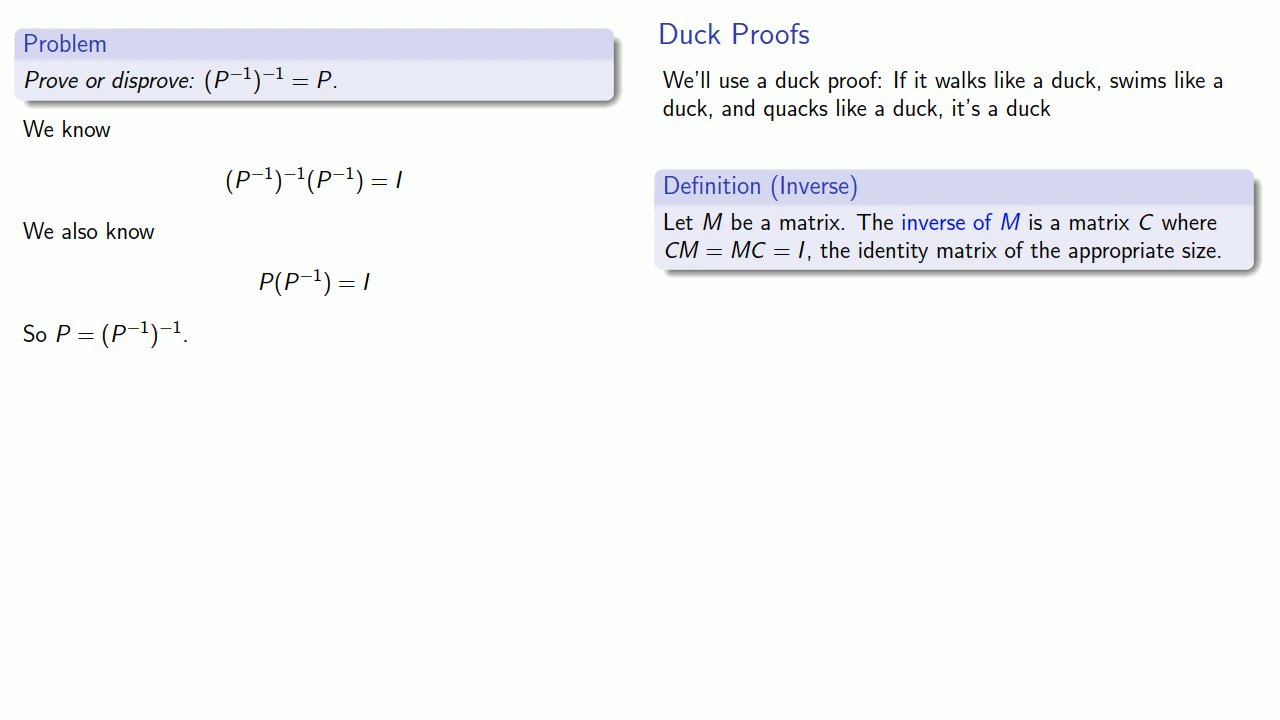 Problem
Prove or disprove: (P⁻¹)⁻¹ = P.
We know
(P⁻¹)⁻¹(P⁻¹) = I
We also know
P(P⁻¹) = I
So P = (P⁻¹)⁻¹.
Duck Proofs
We'll use a duck proof: If it walks like a duck, swims like a
duck, and quacks like a duck, it's a duck
Definition (Inverse)
Let M be a matrix. The inverse of M is a matrix C where
CM = MC = I, the identity matrix of the appropriate size.